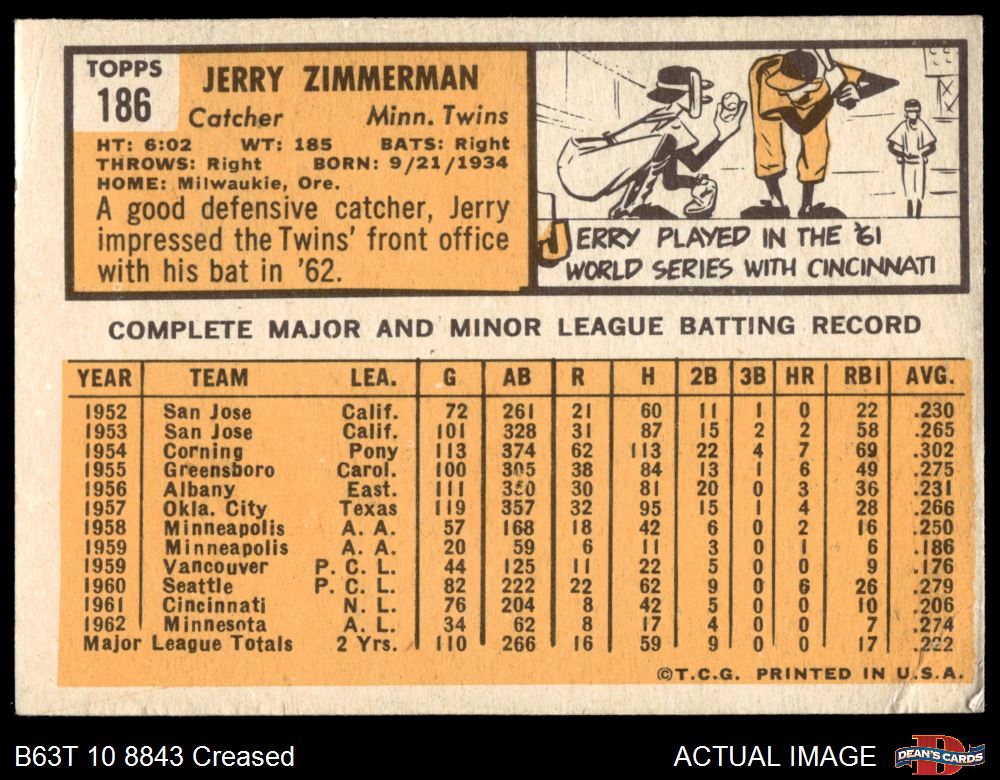 TOPPS
186
JERRY ZIMMERMAN
Catcher Minn. Twins
HT: 6:02 WT: 185 BATS: Right
THROWS: Right BORN: 9/21/1934
HOME: Milwaukie, Ore.
A good defensive catcher, Jerry
impressed the Twins' front office
with his bat in '62.
JERRY PLAYED IN THE '61
WORLD SERIES WITH CINCINNATI
COMPLETE MAJOR AND MINOR LEAGUE BATTING RECORD
YEAR TEAM LEA. G AB R H 2B 3B HR RBI AVG.
1952 San Jose Calif. 72 261 21 60 11 1 0 22 .230
1953 San Jose Calif. 101 328 31 87 15 2 2 58 .265
1954 Corning Pony 113 374 62 113 22 4 7 69 .302
1955 Greensboro Carol. 100 305 38 84 13 1 6 49 .275
1956 Albany East. 111 350 30 81 20 0 3 36 .231
1957 Okla. City Texas 119 357 32 95 15 1 4 28 .266
1958 Minneapolis A. A. 57 168 18 42 6 0 2 16 .250
1959 Minneapolis A. A. 20 59 6 11 3 0 1 6 .186
1959 Vancouver P. C. L. 44 125 11 22 5 0 0 9 .176
1960 Seattle P. C. L. 82 222 22 62 9 0 6 26 .279
1961 Cincinnati N. L. 76 204 8 42 5 0 0 10 .206
1962 Minnesota A. L. 34 62 8 17 4 0 0 7 .274
Major League Totals 2 Yrs. 110 266 16 59 9 0 0 17 .222
©T.C.G. PRINTED IN U.S.A.
B63T 10 8843 Creased ACTUAL IMAGE
DEAN'S CARDS